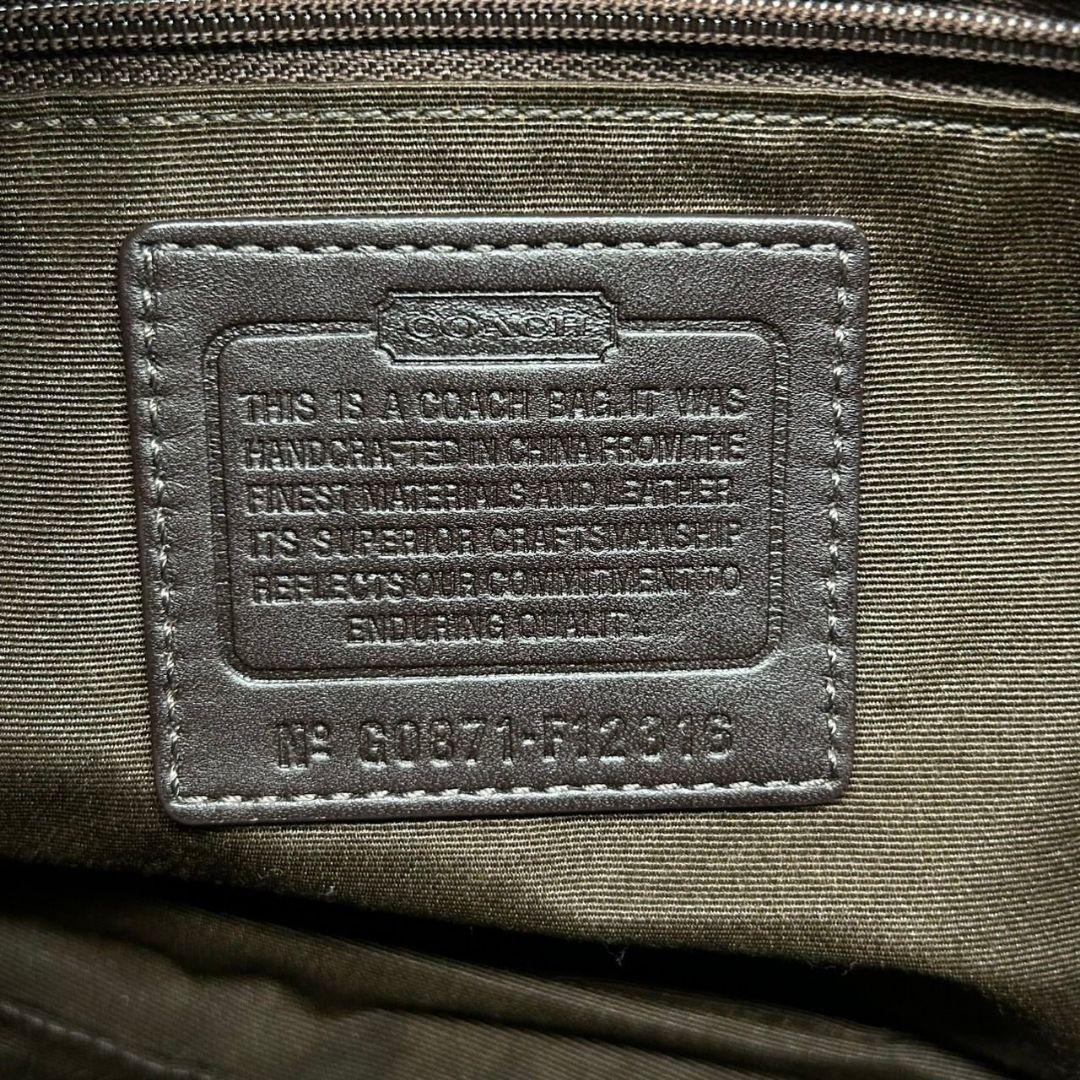 COACH
THIS IS A COACH BAG. IT WAS
HANDCRAFTED IN CHINA FROM THE
FINEST MATERIALS AND LEATHER.
ITS SUPERIOR CRAFTSMANSHIP
REFLECTS OUR COMMITMENT TO
ENDURING QUALITY.
Nº G0871-F12316